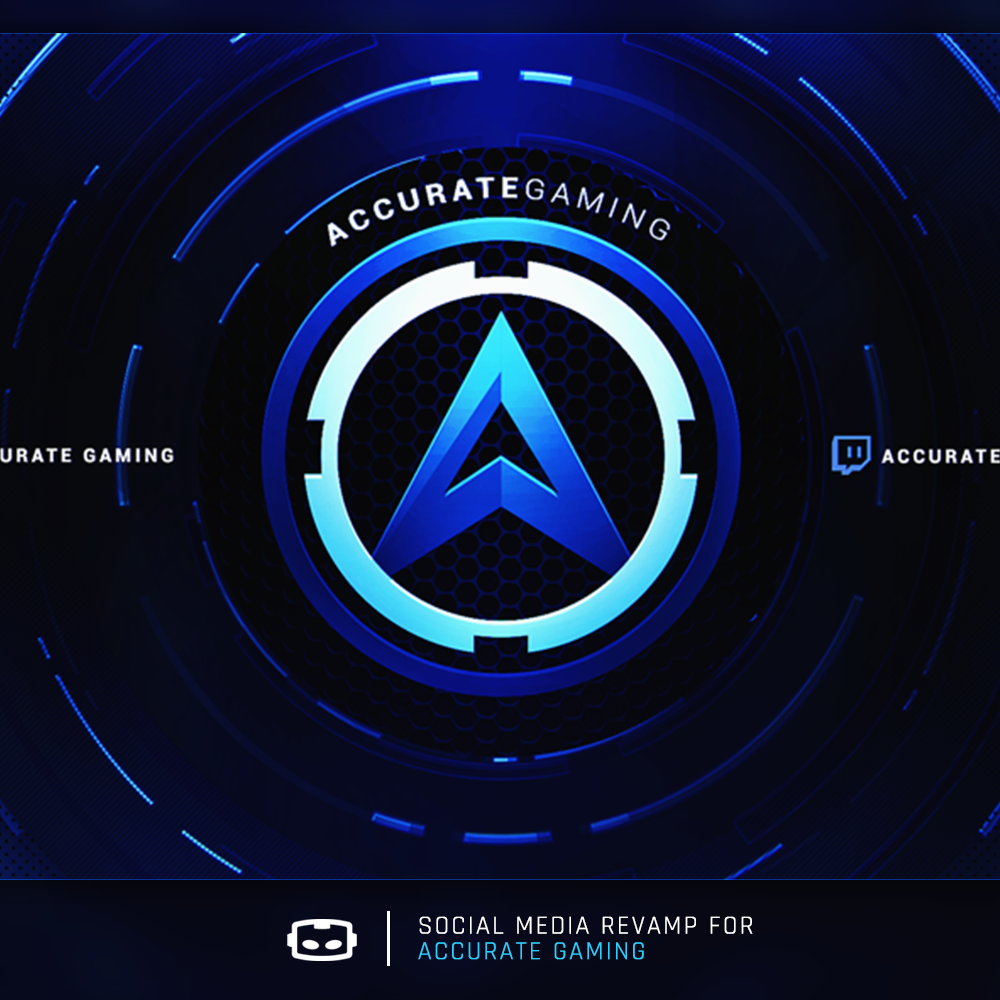 ACCURATEGAMING
URATE GAMING
ACCURATE
SOCIAL MEDIA REVAMP FOR
ACCURATE GAMING